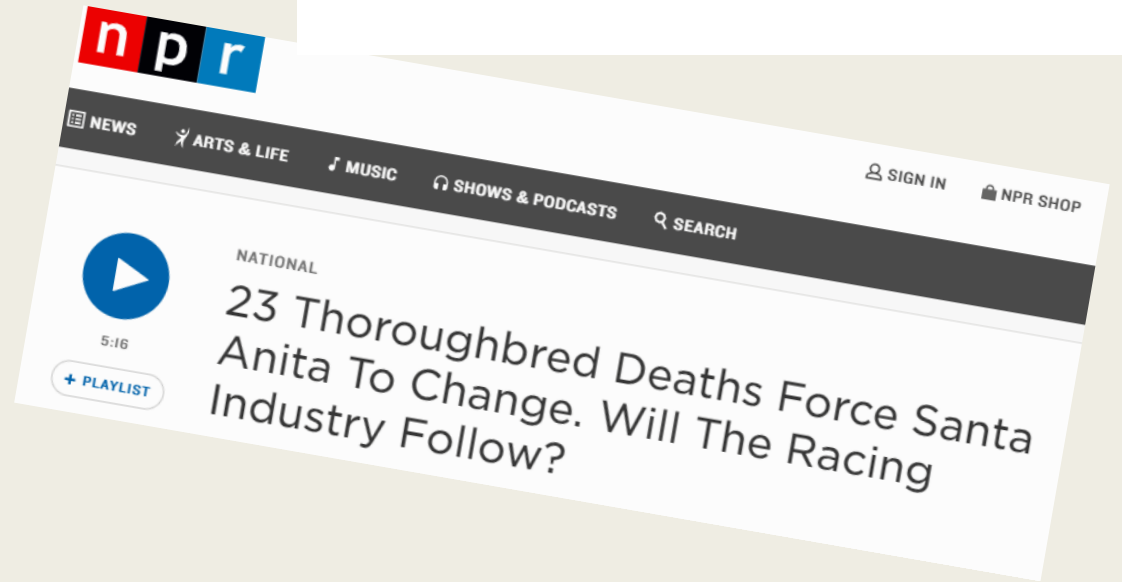 npr
SIGN IN
NPR SHOP
NEWS
ARTS & LIFE
MUSIC
SHOWS & PODCASTS
SEARCH
NATIONAL
23 Thoroughbred Deaths Force Santa
Anita To Change. Will The Racing
Industry Follow?
5:16
+ PLAYLIST